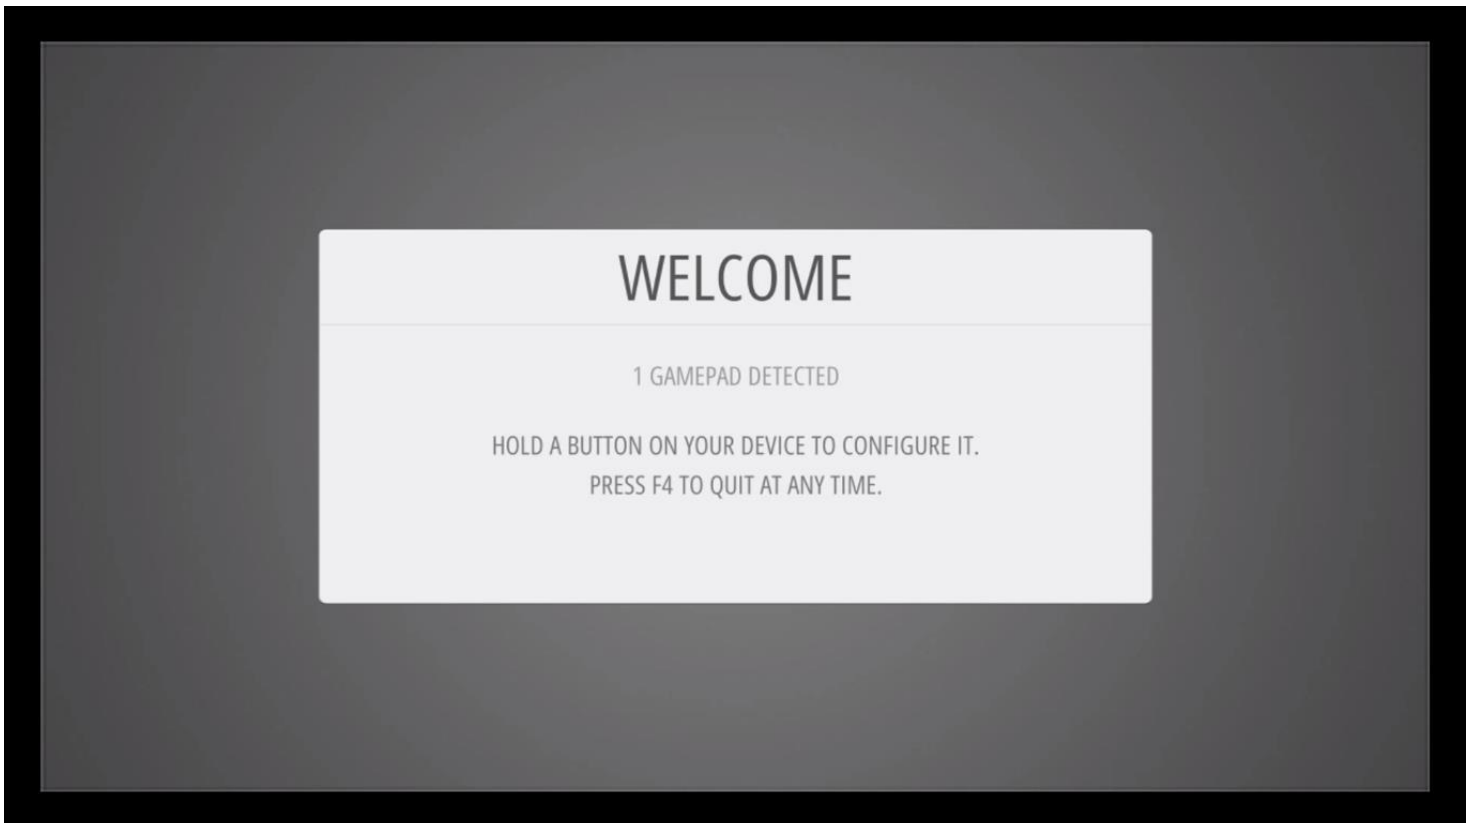 WELCOME
1 GAMEPAD DETECTED
HOLD A BUTTON ON YOUR DEVICE TO CONFIGURE IT.
PRESS F4 TO QUIT AT ANY TIME.